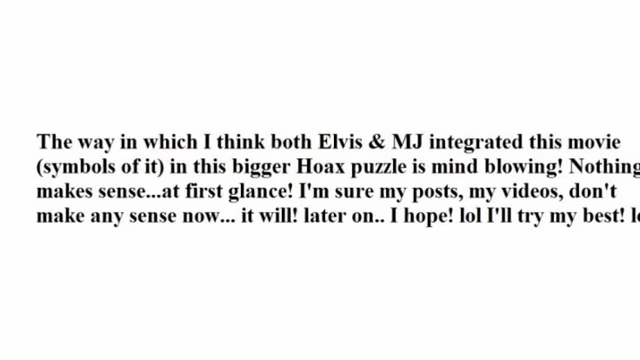 The way in which I think both Elvis & MJ integrated this movie
(symbols of it) in this bigger Hoax puzzle is mind blowing! Nothing
makes sense...at first glance! I'm sure my posts, my videos, don't
make any sense now... it will! later on.. I hope! lol I'll try my best!